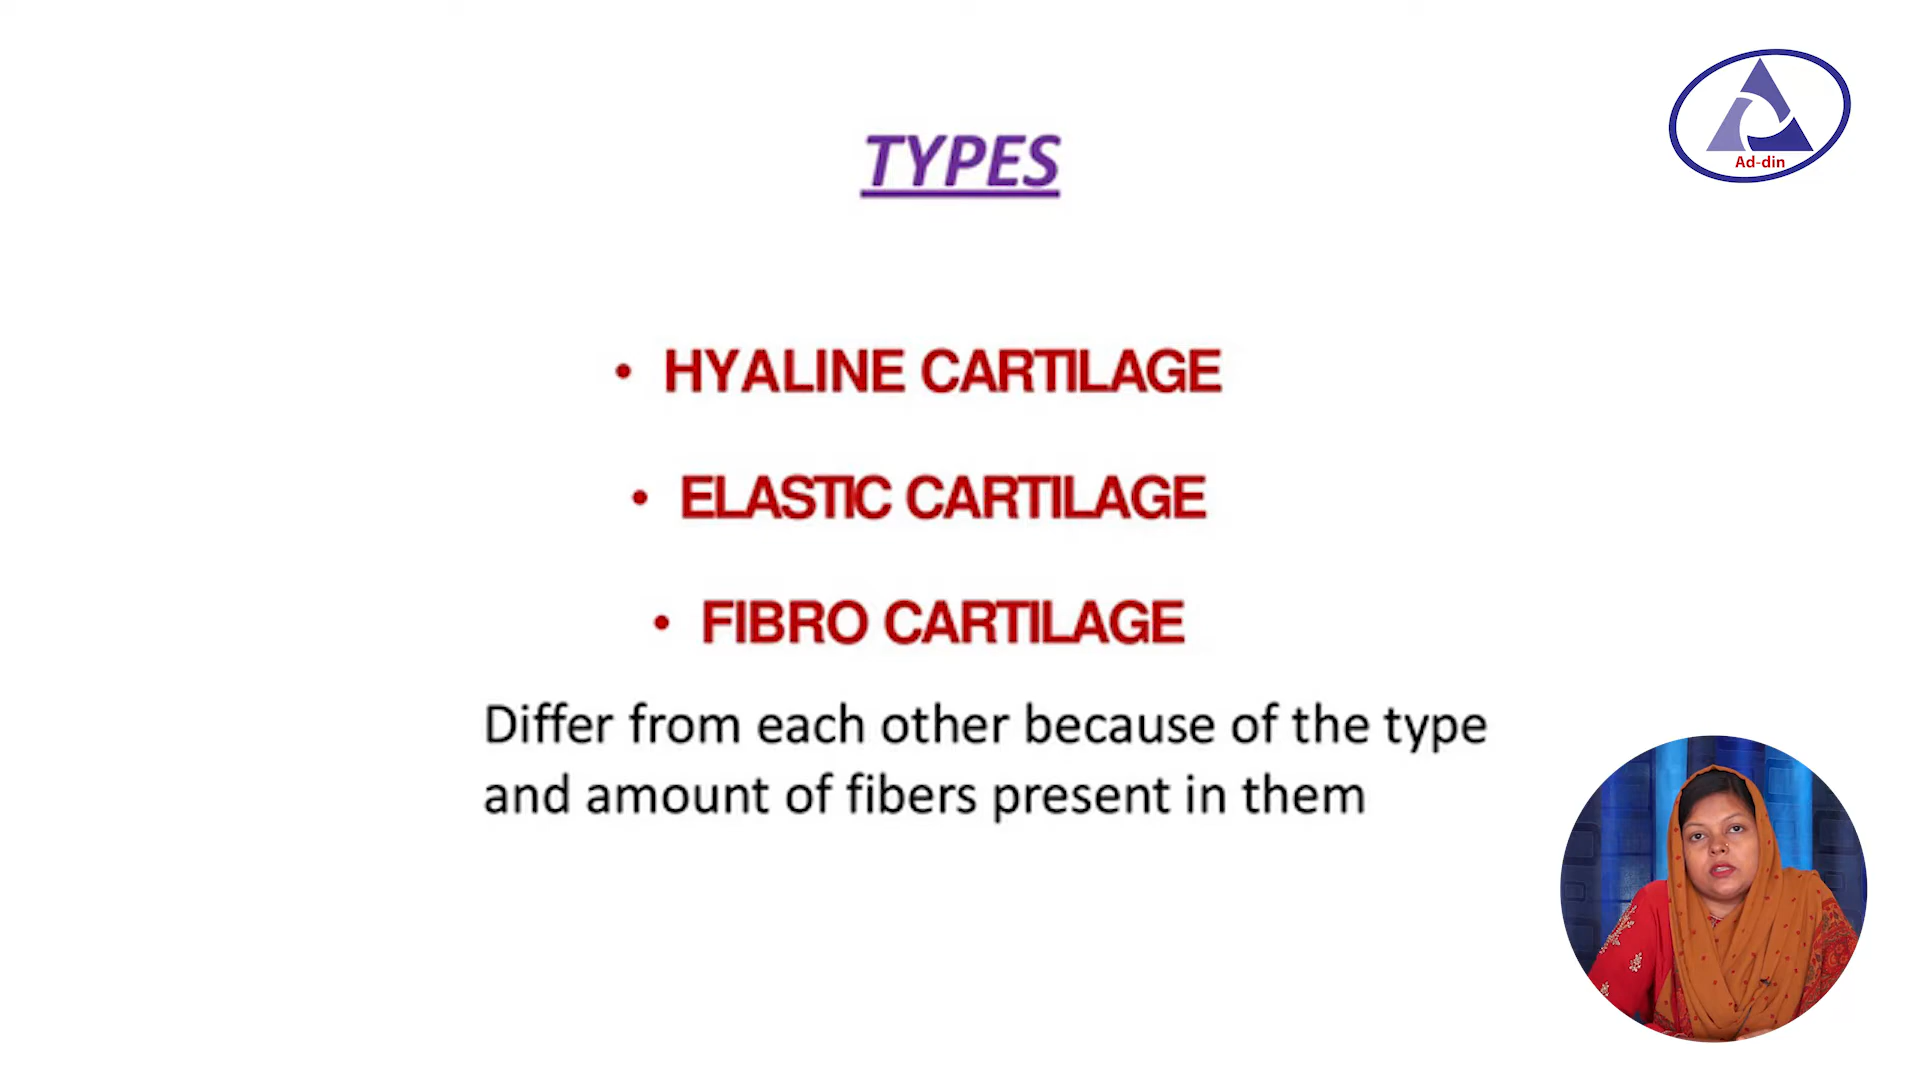 Ad-din
TYPES
• HYALINE CARTILAGE
• ELASTIC CARTILAGE
• FIBRO CARTILAGE
Differ from each other because of the type
and amount of fibers present in them